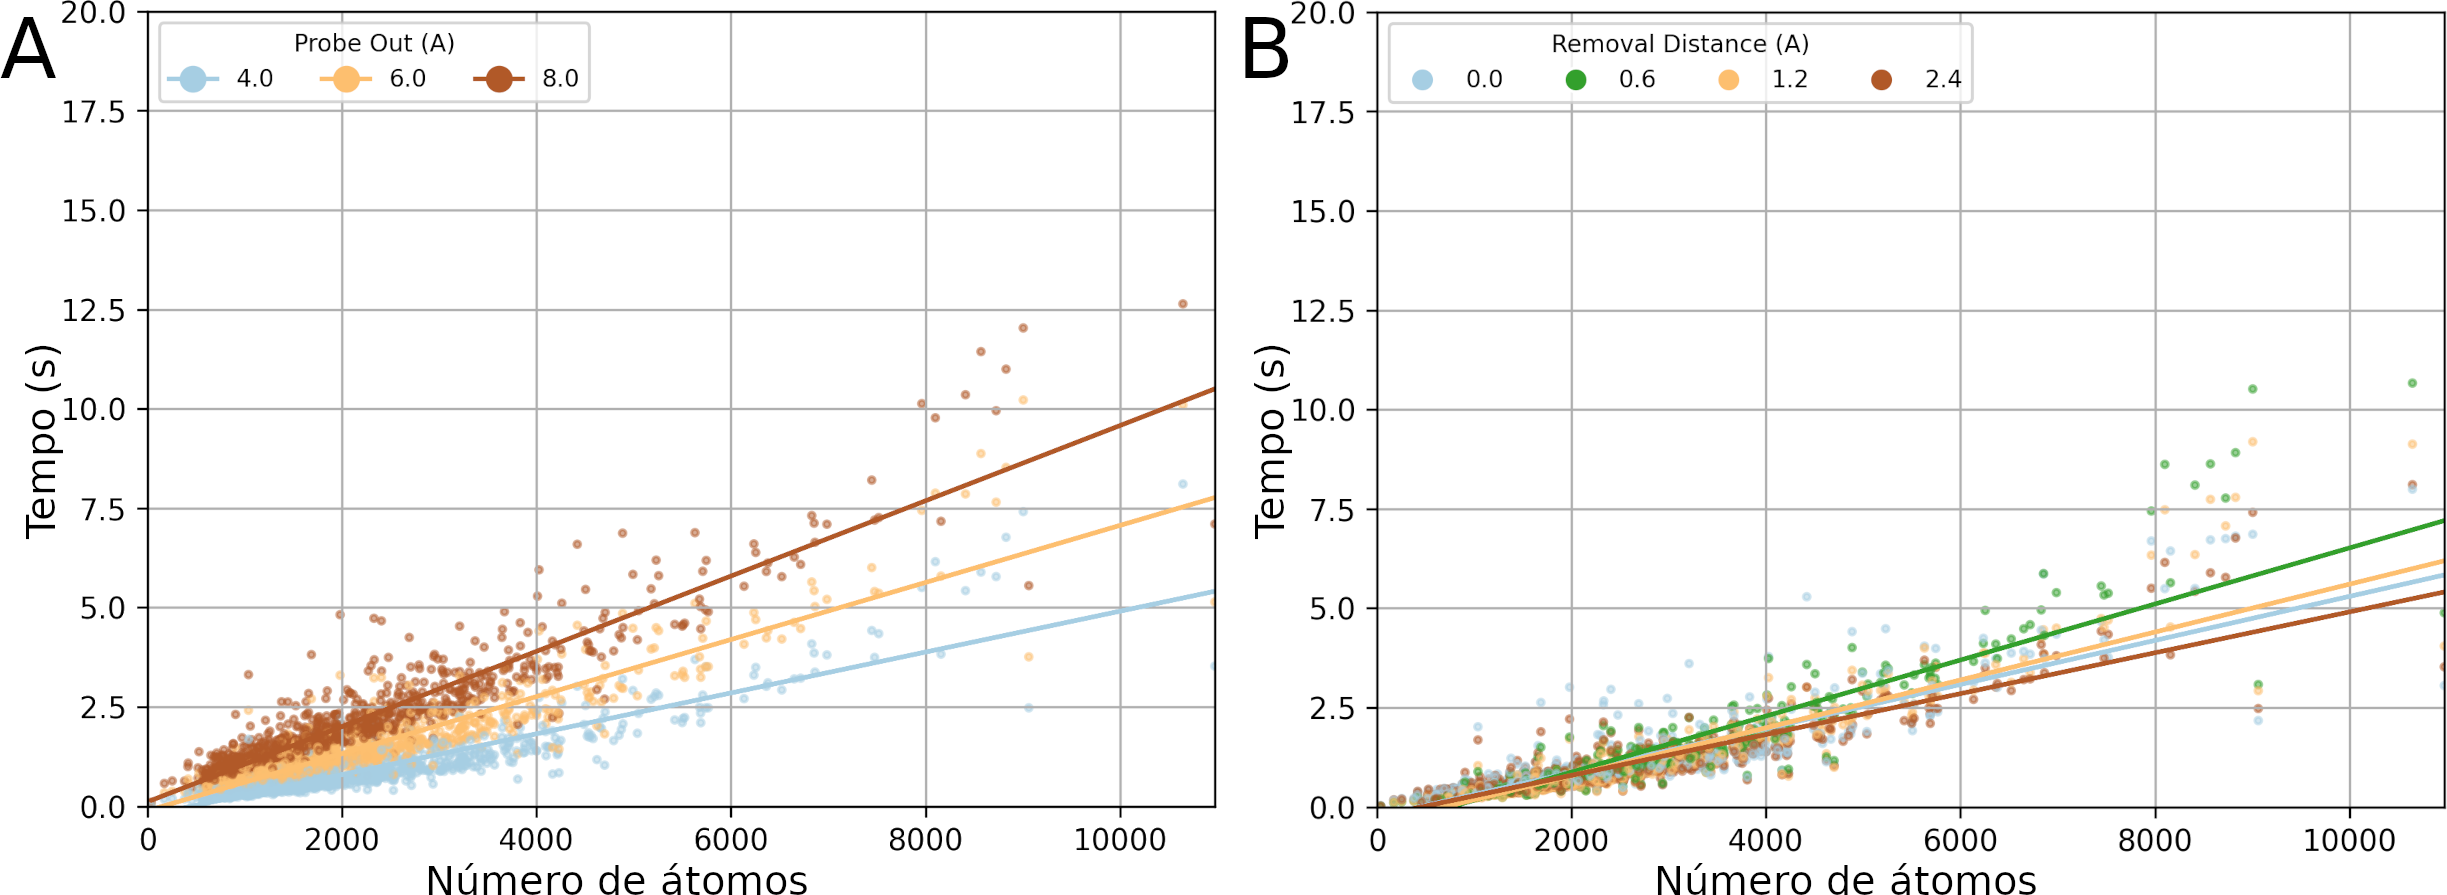 A
Probe Out (A)
4.0 6.0 8.0
20.0
17.5
15.0
12.5
10.0
7.5
5.0
2.5
0.0
Tempo (s)
0 2000 4000 6000 8000 10000
Número de átomos
B
Removal Distance (A)
0.0 0.6 1.2 2.4
20.0
17.5
15.0
12.5
10.0
7.5
5.0
2.5
0.0
Tempo (s)
0 2000 4000 6000 8000 10000
Número de átomos